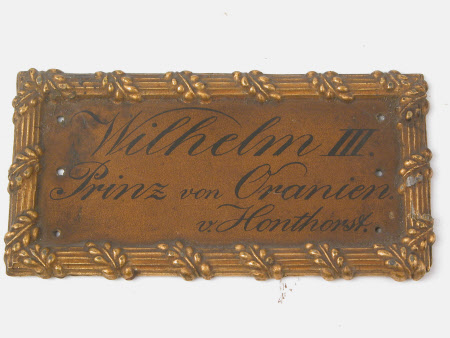 Wilhelm III.
Prinz von Oranien.
v. Honthorst.